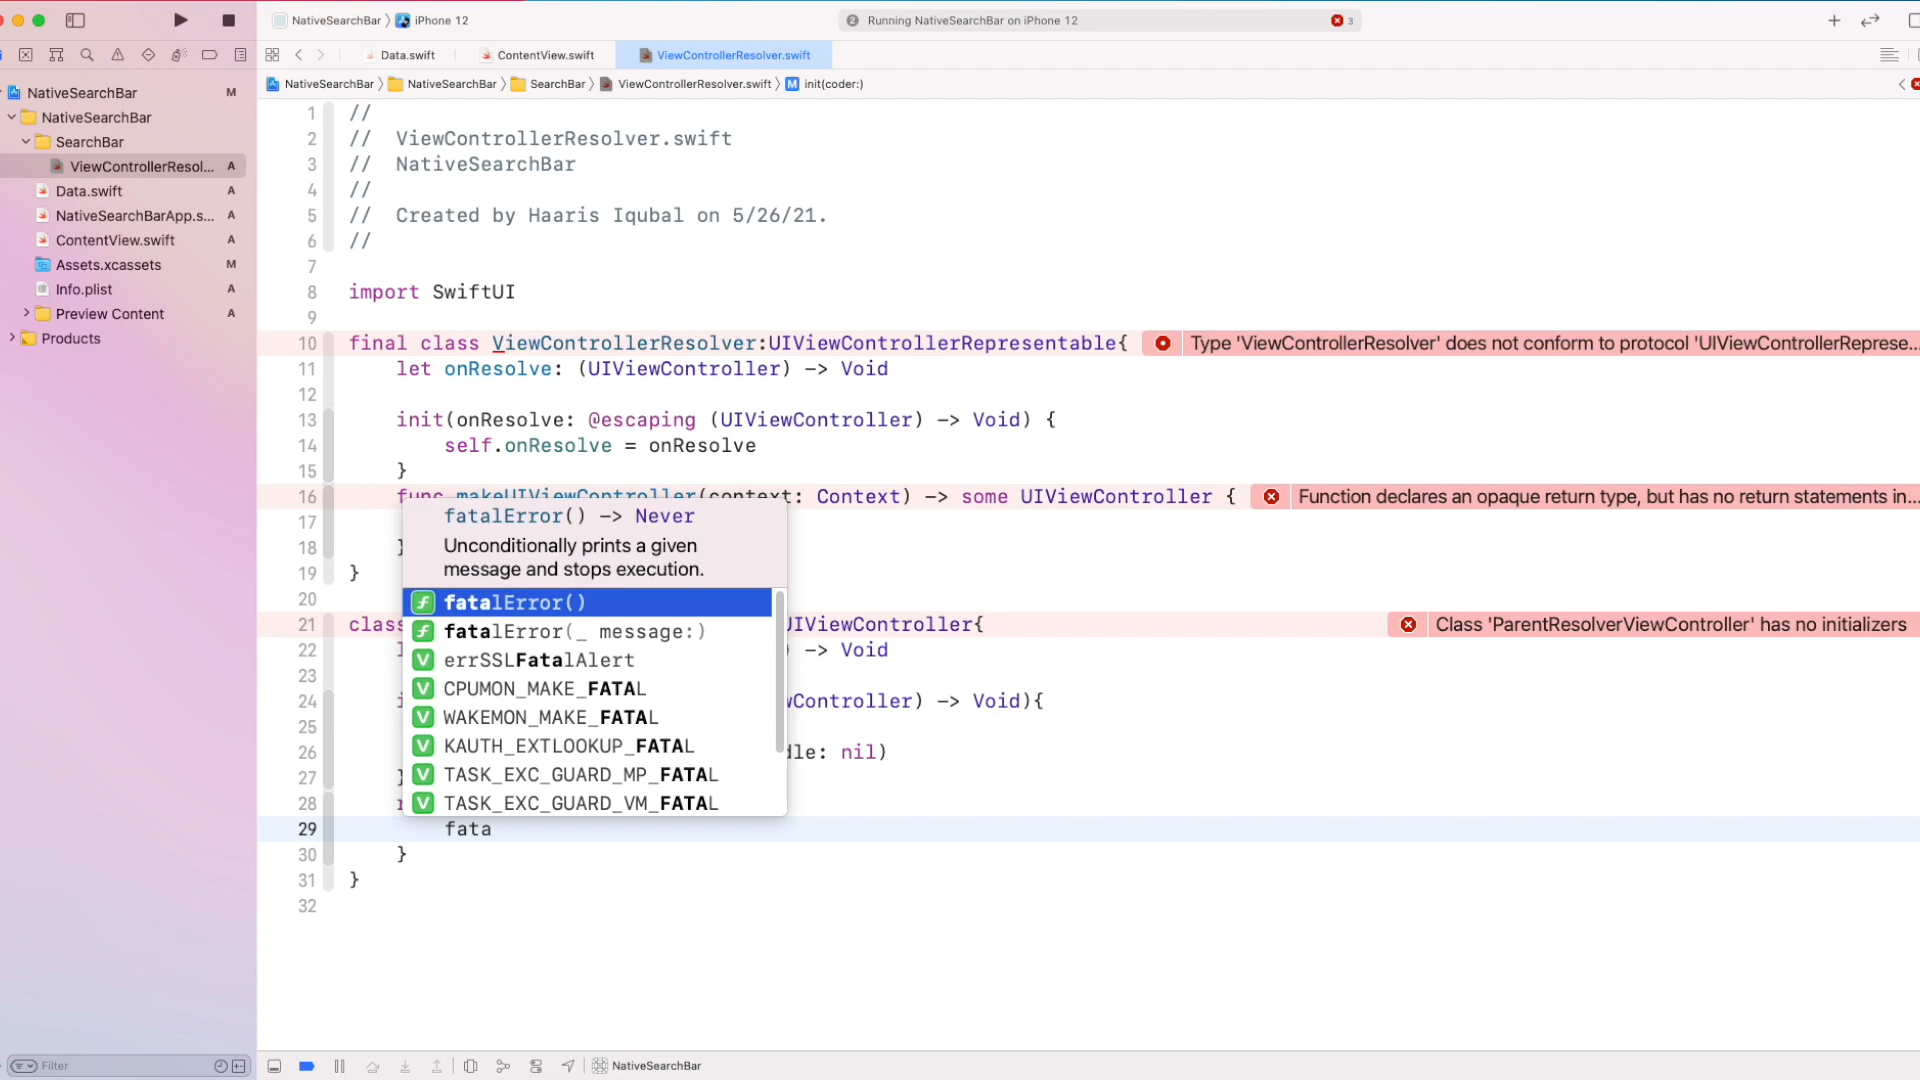 NativeSearchBar
iPhone 12
2 Running NativeSearchBar on iPhone 12
3
Data.swift
ContentView.swift
ViewControllerResolver.swift
NativeSearchBar
NativeSearchBar
SearchBar
ViewControllerResolver.swift
M init(coder:)
NativeSearchBar M
NativeSearchBar
SearchBar
ViewControllerResol... A
Data.swift A
NativeSearchBarApp.s... A
ContentView.swift A
Assets.xcassets M
Info.plist A
Preview Content A
Products
1 //
2 // ViewControllerResolver.swift
3 // NativeSearchBar
4 //
5 // Created by Haaris Iqubal on 5/26/21.
6 //
7
8 import SwiftUI
9
10 final class ViewControllerResolver:UIViewControllerRepresentable{ Type 'ViewControllerResolver' does not conform to protocol 'UIViewControllerReprese...
11 let onResolve: (UIViewController) -> Void
12
13 init(onResolve: @escaping (UIViewController) -> Void) {
14 self.onResolve = onResolve
15 }
16 func makeUIViewController(context: Context) -> some UIViewController { Function declares an opaque return type, but has no return statements in...
17
18 }
19 }
20
21 class UIViewController{ Class 'ParentResolverViewController' has no initializers
22 ) -> Void
23
24 wController) -> Void){
25
26 dle: nil)
27 }
28
29 fata
30 }
31 }
32
fatalError() -> Never
Unconditionally prints a given
message and stops execution.
f fatalError()
f fatalError(_ message:)
V errSSLFatalAlert
V CPUMON_MAKE_FATAL
V WAKEMON_MAKE_FATAL
V KAUTH_EXTLOOKUP_FATAL
V TASK_EXC_GUARD_MP_FATAL
V TASK_EXC_GUARD_VM_FATAL
Filter
NativeSearchBar